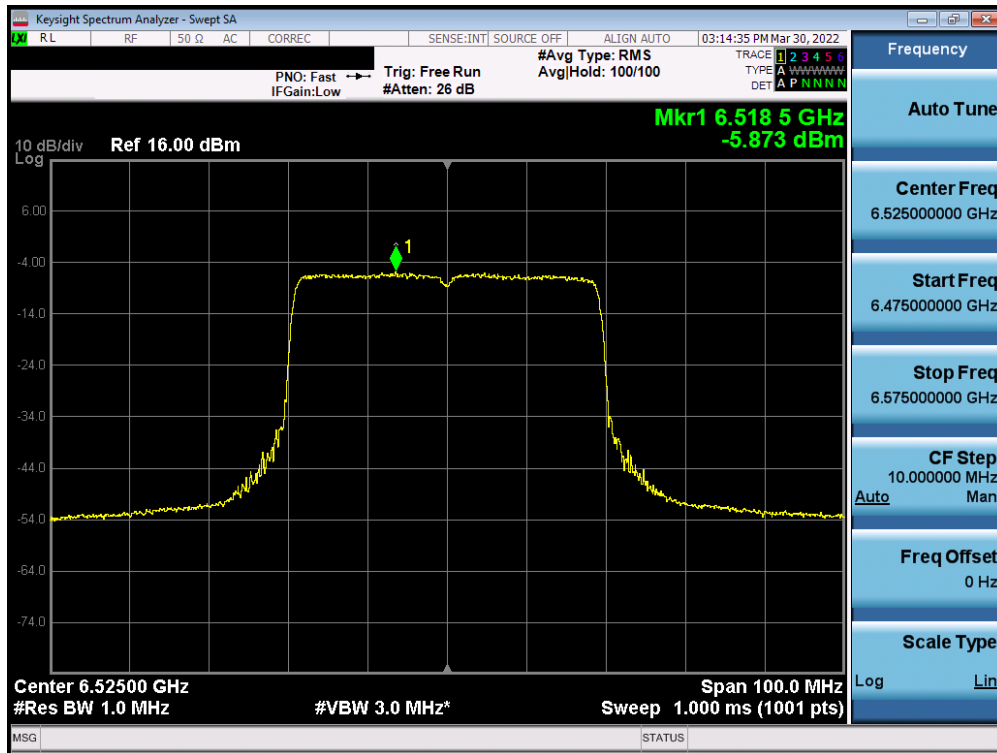 Keysight Spectrum Analyzer - Swept SA
LXI RL RF 50 Ω AC CORREC SENSE:INT SOURCE OFF ALIGN AUTO 03:14:35 PM Mar 30, 2022
PNO: Fast Trig: Free Run #Avg Type: RMS TRACE 1 2 3 4 5 6
IFGain:Low #Atten: 26 dB Avg|Hold: 100/100 TYPE A WWWWW
DET A P N N N N
Mkr1 6.518 5 GHz
-5.873 dBm
10 dB/div Ref 16.00 dBm
Log
6.00
-4.00
-14.0
-24.0
-34.0
-44.0
-54.0
-64.0
-74.0
1
Center 6.52500 GHz Span 100.0 MHz
#Res BW 1.0 MHz #VBW 3.0 MHz* Sweep 1.000 ms (1001 pts)
MSG STATUS
Frequency
Auto Tune
Center Freq
6.525000000 GHz
Start Freq
6.475000000 GHz
Stop Freq
6.575000000 GHz
CF Step
10.000000 MHz
Auto Man
Freq Offset
0 Hz
Scale Type
Log Lin